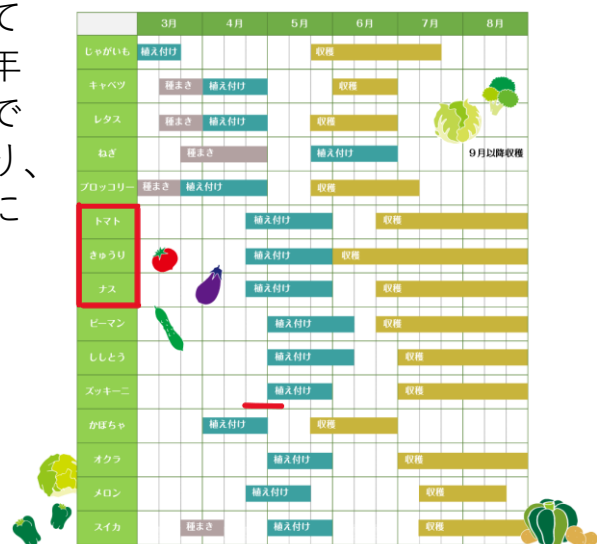 て
年
で
り、
に
3月 4月 5月 6月 7月 8月
じゃがいも 植え付け 収穫
キャベツ 種まき 植え付け 収穫
レタス 種まき 植え付け 収穫
ねぎ 種まき 植え付け 9月以降収穫
ブロッコリー 種まき 植え付け 収穫
トマト 植え付け 収穫
きゅうり 植え付け 収穫
ナス 植え付け 収穫
ピーマン 植え付け 収穫
ししとう 植え付け 収穫
ズッキーニ 植え付け 収穫
かぼちゃ 植え付け 収穫
オクラ 植え付け 収穫
メロン 植え付け 収穫
スイカ 種まき 植え付け 収穫